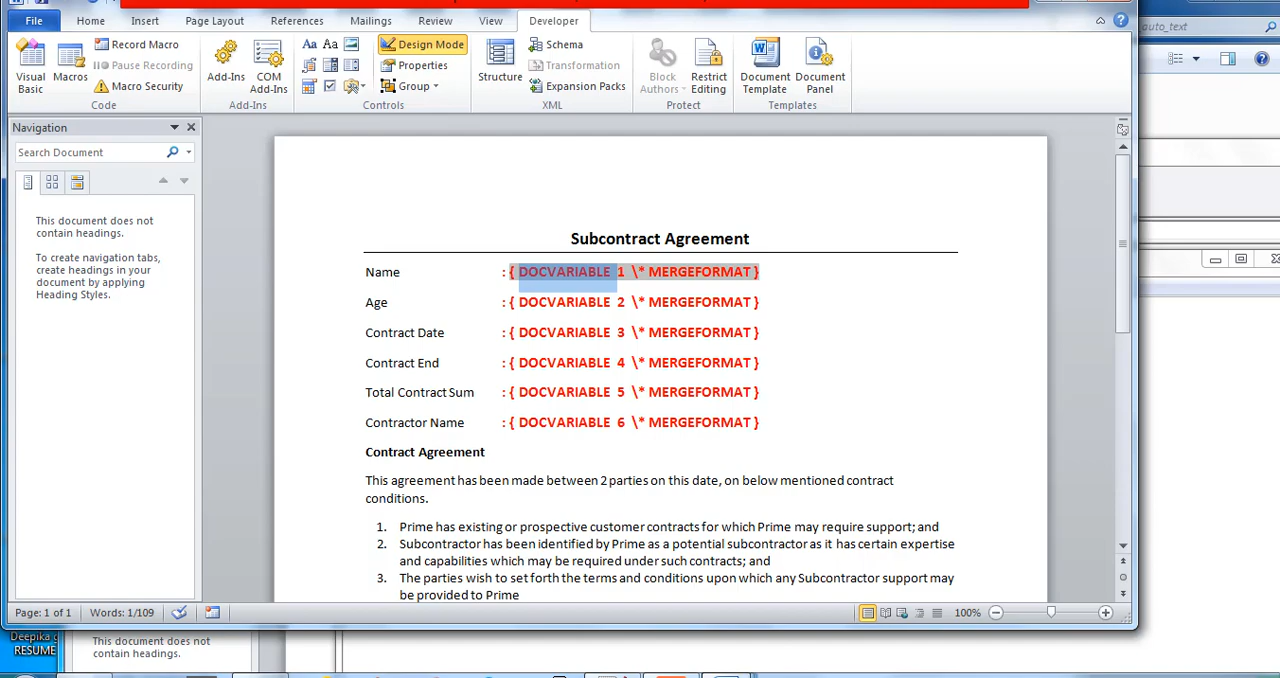 auto_text
File Home Insert Page Layout References Mailings Review View Developer
Visual Basic
Macros
Record Macro
Pause Recording
Macro Security
Code
Add-Ins
COM Add-Ins
Add-Ins
Aa Aa
Design Mode
Properties
Group
Controls
Structure
Schema
Transformation
Expansion Packs
XML
Block Authors
Restrict Editing
Protect
Document Template
Document Panel
Templates
Navigation
Search Document
This document does not
contain headings.
To create navigation tabs,
create headings in your
document by applying
Heading Styles.
Subcontract Agreement
Name : { DOCVARIABLE 1 \* MERGEFORMAT }
Age : { DOCVARIABLE 2 \* MERGEFORMAT }
Contract Date : { DOCVARIABLE 3 \* MERGEFORMAT }
Contract End : { DOCVARIABLE 4 \* MERGEFORMAT }
Total Contract Sum : { DOCVARIABLE 5 \* MERGEFORMAT }
Contractor Name : { DOCVARIABLE 6 \* MERGEFORMAT }
Contract Agreement
This agreement has been made between 2 parties on this date, on below mentioned contract
conditions.
1. Prime has existing or prospective customer contracts for which Prime may require support; and
2. Subcontractor has been identified by Prime as a potential subcontractor as it has certain expertise
and capabilities which may be required under such contracts; and
3. The parties wish to set forth the terms and conditions upon which any Subcontractor support may
be provided to Prime
Page: 1 of 1 Words: 1/109 100%
Deepika
RESUME
This document does not
contain headings.